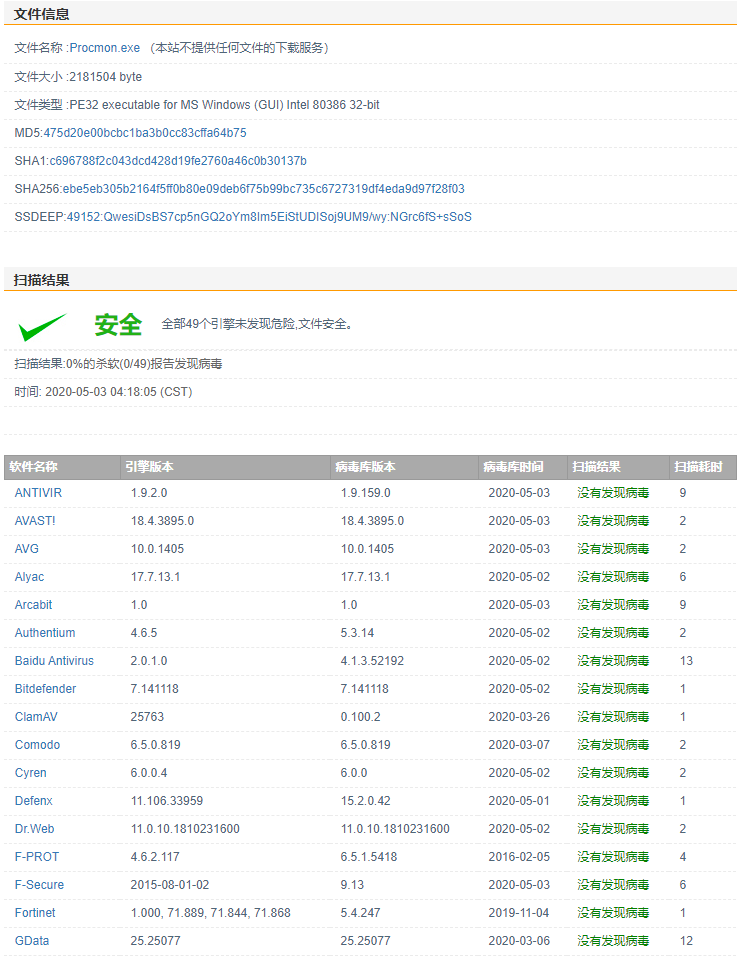 文件信息
文件名称 :Procmon.exe （本站不提供任何文件的下载服务）
文件大小 :2181504 byte
文件类型 :PE32 executable for MS Windows (GUI) Intel 80386 32-bit
MD5:475d20e00bcbc1ba3b0cc83cffa64b75
SHA1:c696788f2c043dcd428d19fe2760a46c0b30137b
SHA256:ebe5eb305b2164f5ff0b80e09deb6f75b99bc735c6727319df4eda9d97f28f03
SSDEEP:49152:QwesiDsBS7cp5nGQ2oYm8lm5EiStUDISoj9UM9/wy:NGrc6fS+sSoS
扫描结果
安全 全部49个引擎未发现危险,文件安全。
扫描结果:0%的杀软(0/49)报告发现病毒
时间: 2020-05-03 04:18:05 (CST)
软件名称 引擎版本 病毒库版本 病毒库时间 扫描结果 扫描耗时
ANTIVIR 1.9.2.0 1.9.159.0 2020-05-03 没有发现病毒 9
AVAST! 18.4.3895.0 18.4.3895.0 2020-05-03 没有发现病毒 2
AVG 10.0.1405 10.0.1405 2020-05-03 没有发现病毒 2
Alyac 17.7.13.1 17.7.13.1 2020-05-02 没有发现病毒 6
Arcabit 1.0 1.0 2020-05-03 没有发现病毒 9
Authentium 4.6.5 5.3.14 2020-05-02 没有发现病毒 2
Baidu Antivirus 2.0.1.0 4.1.3.52192 2020-05-02 没有发现病毒 13
Bitdefender 7.141118 7.141118 2020-05-02 没有发现病毒 1
ClamAV 25763 0.100.2 2020-03-26 没有发现病毒 1
Comodo 6.5.0.819 6.5.0.819 2020-03-07 没有发现病毒 2
Cyren 6.0.0.4 6.0.0 2020-05-02 没有发现病毒 2
Defenx 11.106.33959 15.2.0.42 2020-05-01 没有发现病毒 1
Dr.Web 11.0.10.1810231600 11.0.10.1810231600 2020-05-02 没有发现病毒 2
F-PROT 4.6.2.117 6.5.1.5418 2016-02-05 没有发现病毒 4
F-Secure 2015-08-01-02 9.13 2020-05-03 没有发现病毒 6
Fortinet 1.000, 71.889, 71.844, 71.868 5.4.247 2019-11-04 没有发现病毒 1
GData 25.25077 25.25077 2020-03-06 没有发现病毒 12